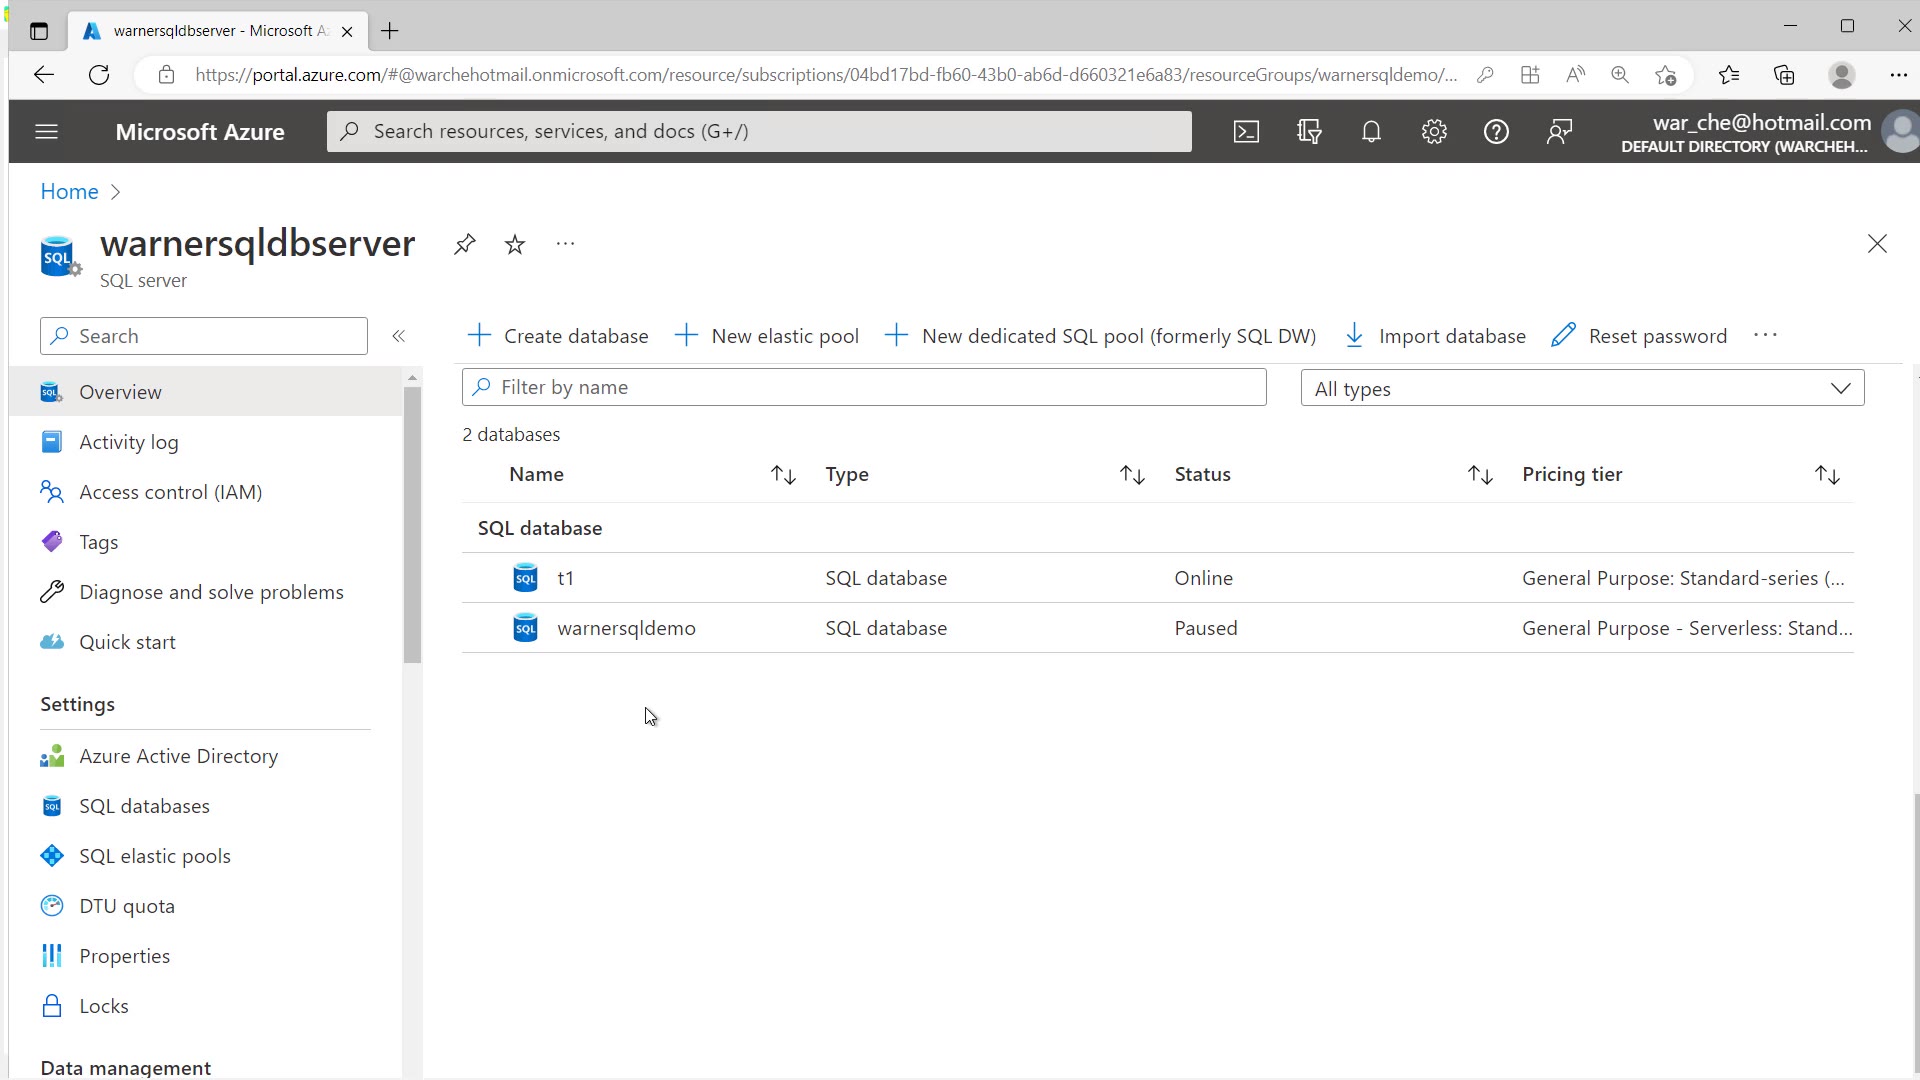 warnersqldbserver - Microsoft Az
https://portal.azure.com/#@warchehotmail.onmicrosoft.com/resource/subscriptions/04bd17bd-fb60-43b0-ab6d-d660321e6a83/resourceGroups/warnersqldemo/...
Microsoft Azure
Search resources, services, and docs (G+/)
war_che@hotmail.com
DEFAULT DIRECTORY (WARCHEH...
Home
warnersqldbserver
SQL server
Search
Create database
New elastic pool
New dedicated SQL pool (formerly SQL DW)
Import database
Reset password
Overview
Activity log
Access control (IAM)
Tags
Diagnose and solve problems
Quick start
Settings
Azure Active Directory
SQL databases
SQL elastic pools
DTU quota
Properties
Locks
Data management
Filter by name
All types
2 databases
Name Type Status Pricing tier
SQL database
t1 SQL database Online General Purpose: Standard-series (...
warnersqldemo SQL database Paused General Purpose - Serverless: Stand...